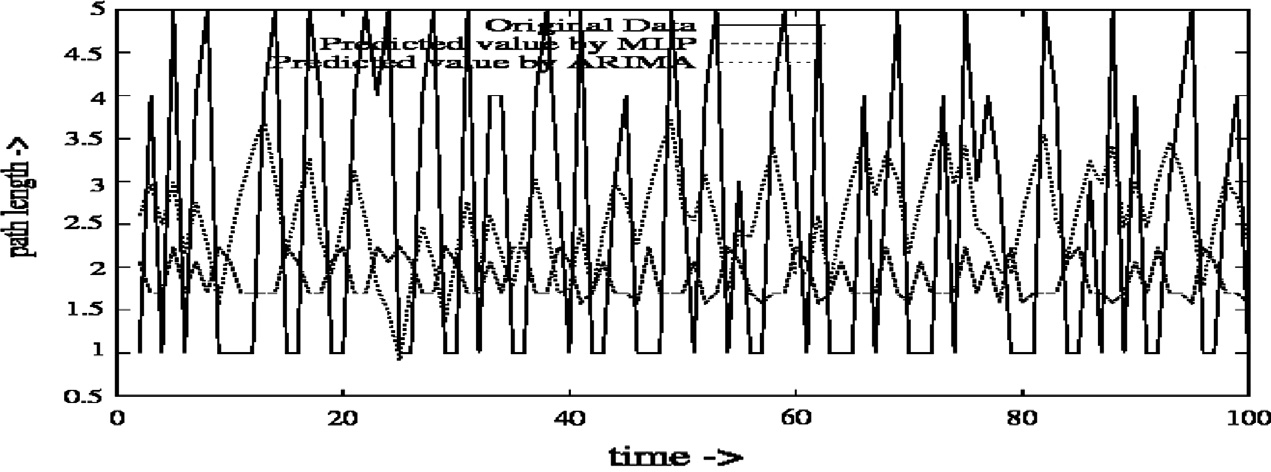 Original Data
Predicted value by MLP
Predicted value by ARIMA
path length ->
5
4.5
4
3.5
3
2.5
2
1.5
1
0.5
0 20 40 60 80 100
time ->